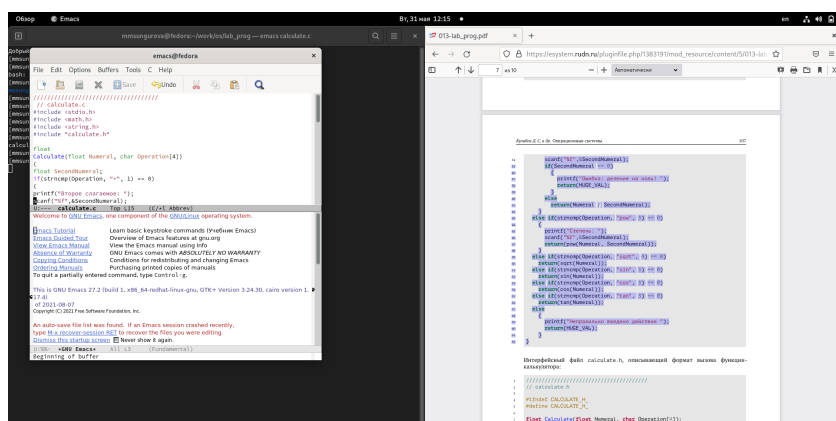 Обзор
Emacs
Вт, 31 мая 12:15
en
mmsungurova@fedora:~/work/os/lab_prog — emacs calculate.c
emacs@fedora
File Edit Options Buffers Tools C Help
Save
Undo
///////////////////////////////////
// calculate.c
#include <stdio.h>
#include <math.h>
#include <string.h>
#include "calculate.h"
float
Calculate(float Numeral, char Operation[4])
{
float SecondNumeral;
if(strncmp(Operation, "+", 1) == 0)
{
printf("Второе слагаемое: ");
scanf("%f",&SecondNumeral);
U:--- calculate.c Top L15 (C/*l Abbrev)
Welcome to GNU Emacs, one component of the GNU/Linux operating system.
Emacs Tutorial Learn basic keystroke commands (Учебник Emacs)
Emacs Guided Tour Overview of Emacs features at gnu.org
View Emacs Manual View the Emacs manual using Info
Absence of Warranty GNU Emacs comes with ABSOLUTELY NO WARRANTY
Copying Conditions Conditions for redistributing and changing Emacs
Ordering Manuals Purchasing printed copies of manuals
To quit a partially entered command, type Control-g.
This is GNU Emacs 27.2 (build 1, x86_64-redhat-linux-gnu, GTK+ Version 3.24.30, cairo version 1.
17.4)
of 2021-08-07
Copyright (C) 2021 Free Software Foundation, Inc.
An auto-save file list was found. If an Emacs session crashed recently,
type M-x recover-session RET to recover the files you were editing.
Dismiss this startup screen Never show it again.
U:%%- *GNU Emacs* All L3 (Fundamental)
Beginning of buffer
013-lab_prog.pdf
https://esystem.rudn.ru/pluginfile.php/1383191/mod_resource/content/5/013-lab
7 из 10
Автоматически
Кулябов Д. С. и др. Операционные системы 107
scanf("%f",&SecondNumeral);
if(SecondNumeral == 0)
{
printf("Ошибка: деление на ноль! ");
return(HUGE_VAL);
}
else
return(Numeral / SecondNumeral);
}
else if(strncmp(Operation, "pow", 3) == 0)
{
printf("Степень: ");
scanf("%f",&SecondNumeral);
return(pow(Numeral, SecondNumeral));
}
else if(strncmp(Operation, "sqrt", 4) == 0)
return(sqrt(Numeral));
else if(strncmp(Operation, "sin", 3) == 0)
return(sin(Numeral));
else if(strncmp(Operation, "cos", 3) == 0)
return(cos(Numeral));
else if(strncmp(Operation, "tan", 3) == 0)
return(tan(Numeral));
else
{
printf("Неправильно введено действие ");
return(HUGE_VAL);
}
}
Интерфейсный файл calculate.h, описывающий формат вызова функции-
калькулятора:
///////////////////////////////////////
// calculate.h
#ifndef CALCULATE_H_
#define CALCULATE_H_
float Calculate(float Numeral, char Operation[4]);